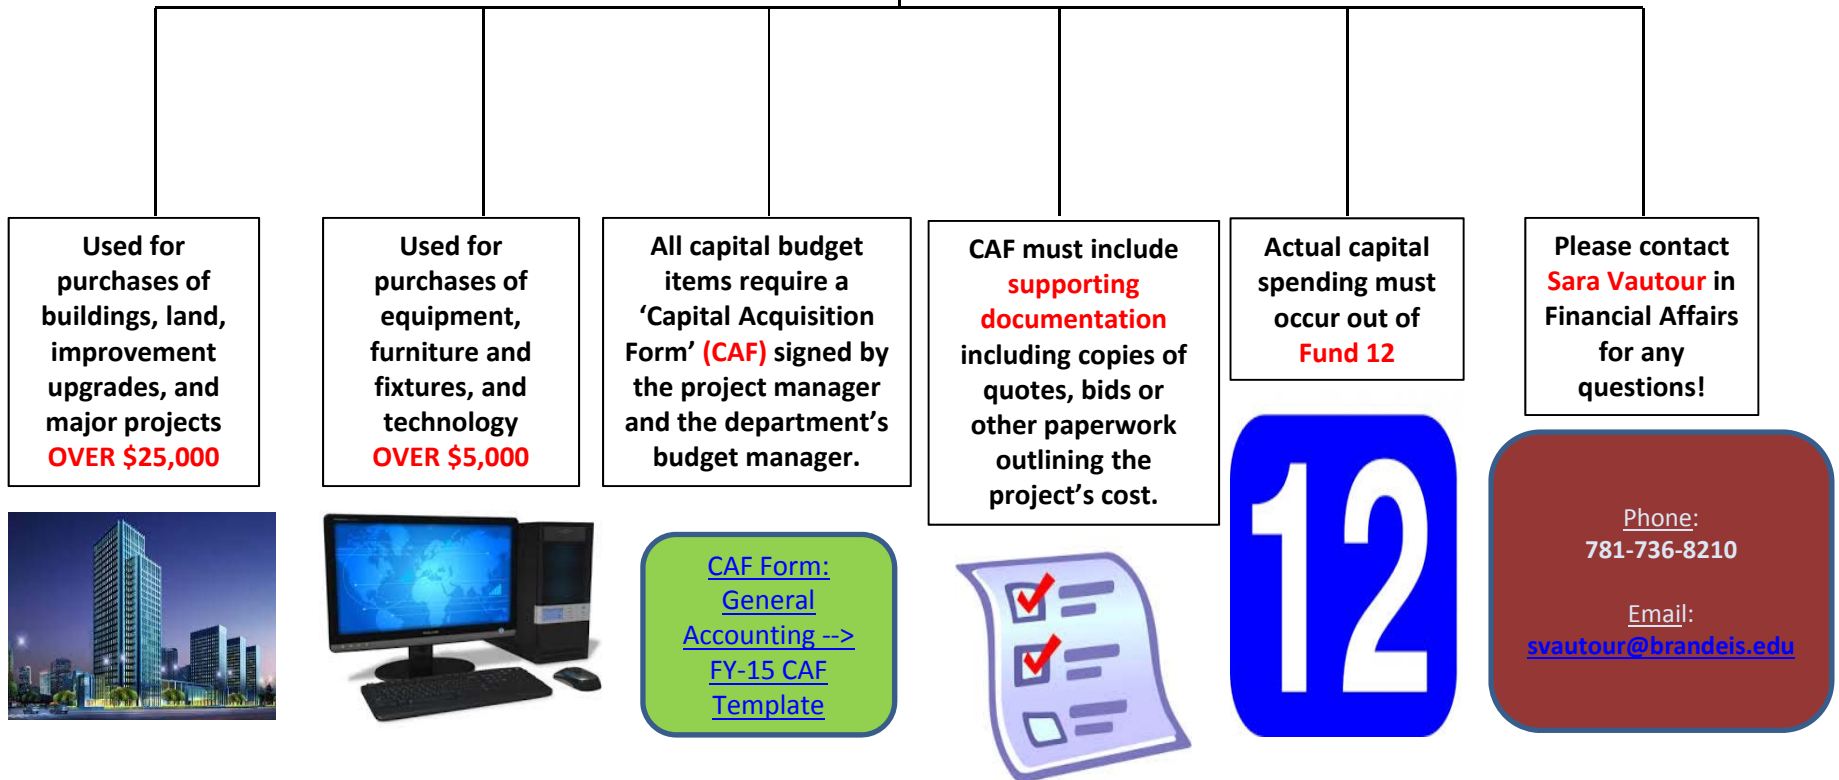 Used for
purchases of
buildings, land,
improvement
upgrades, and
major projects
OVER $25,000
Used for
purchases of
equipment,
furniture and
fixtures, and
technology
OVER $5,000
All capital budget
items require a
‘Capital Acquisition
Form’ (CAF) signed by
the project manager
and the department’s
budget manager.
CAF must include
supporting
documentation
including copies of
quotes, bids or
other paperwork
outlining the
project’s cost.
Actual capital
spending must
occur out of
Fund 12
Please contact
Sara Vautour in
Financial Affairs
for any
questions!
CAF Form:
General
Accounting -->
FY-15 CAF
Template
12
Phone:
781-736-8210
Email:
svautour@brandeis.edu